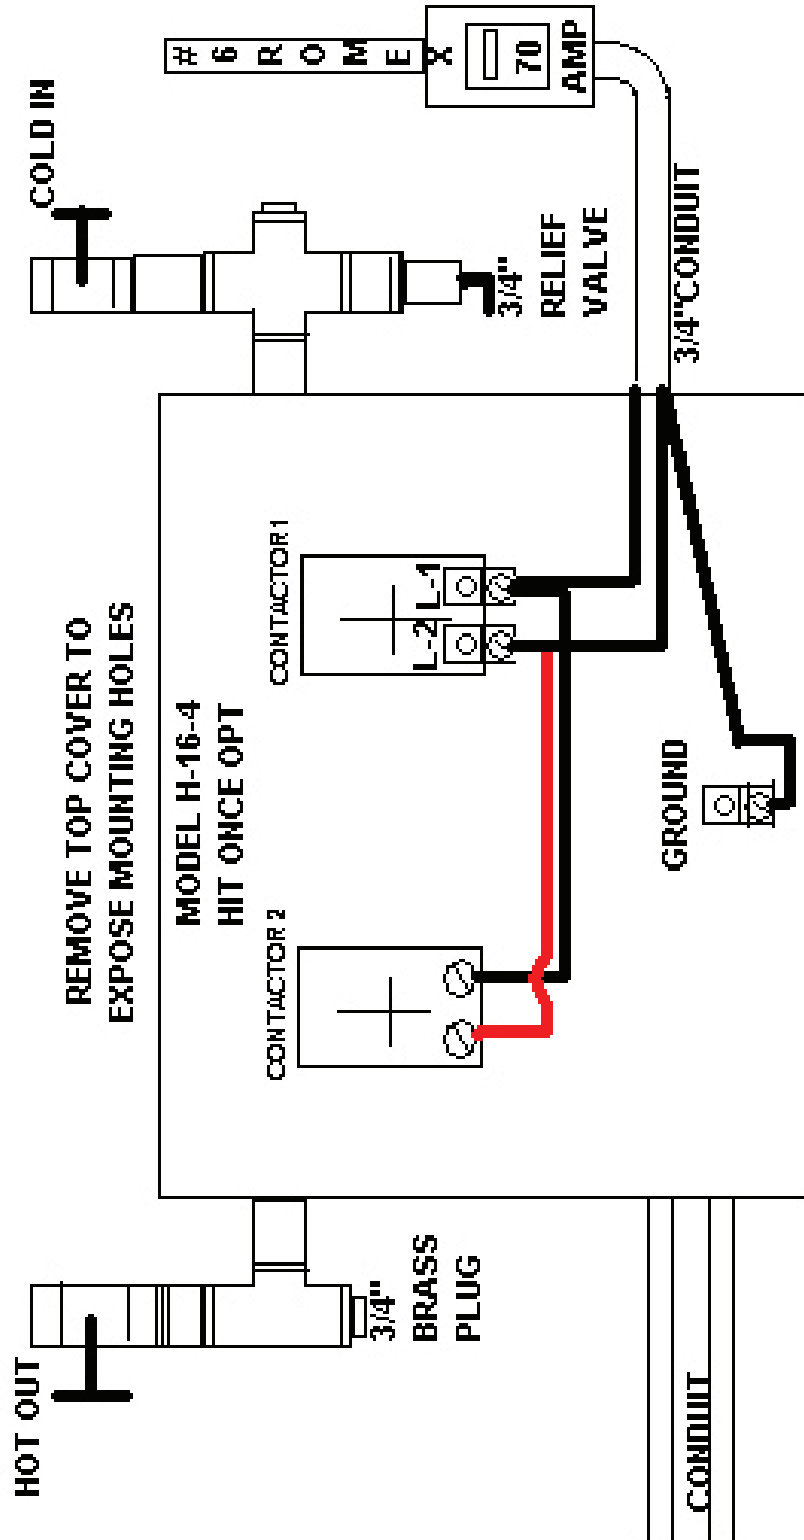 REMOVE TOP COVER TO
EXPOSE MOUNTING HOLES
HOT OUT
COLD IN
MODEL H-16-4
HIT ONCE OPT
# 6 R O M E X
CONTACTOR 2
CONTACTOR 1
3/4"
BRASS
PLUG
L-2 L-1
3/4"
RELIEF
VALVE
70
AMP
GROUND
3/4"CONDUIT
CONDUIT